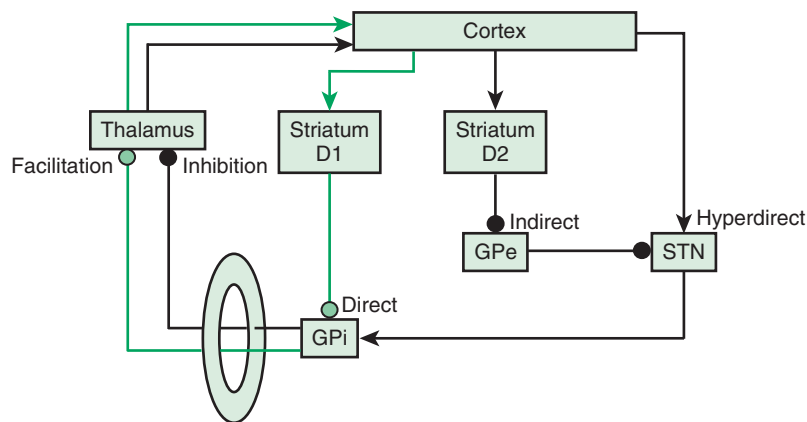 Cortex
Thalamus
Striatum
D1
Striatum
D2
Facilitation
Inhibition
Indirect
Hyperdirect
GPe
STN
Direct
GPi